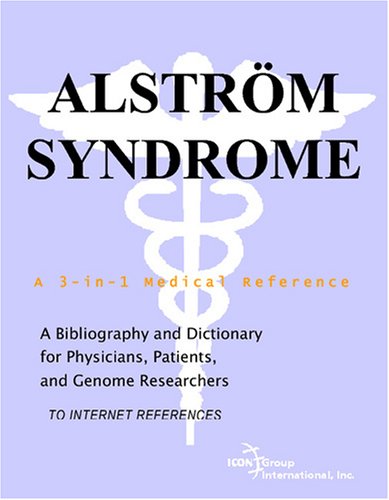 ALSTRÖM
SYNDROME
A 3-in-1 Medical Reference
A Bibliography and Dictionary
for Physicians, Patients,
and Genome Researchers
TO INTERNET REFERENCES
ICON Group
International, Inc.